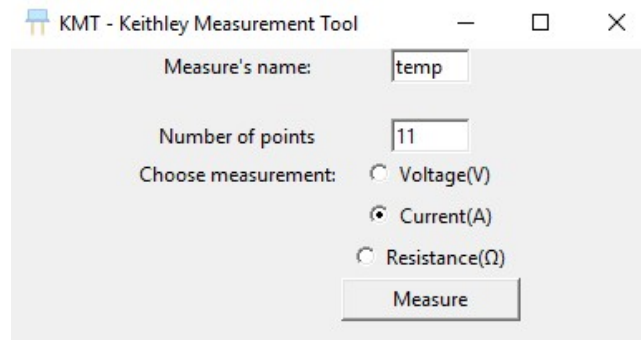 KMT - Keithley Measurement Tool
Measure's name: temp
Number of points 11
Choose measurement: Voltage(V)
Current(A)
Resistance(Ω)
Measure